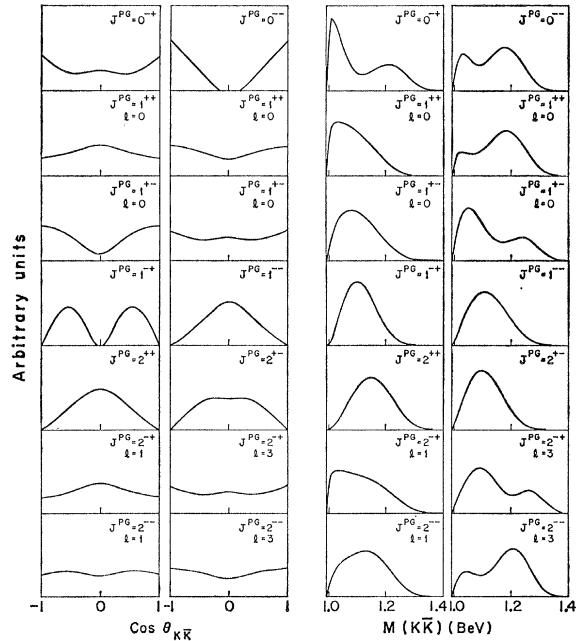 Arbitrary units
J^PG=0^-+
J^PG=0^--
J^PG=0^-+
J^PG=0^--
J^PG=1^++
ℓ=0
J^PG=1^++
ℓ=0
J^PG=1^++
ℓ=0
J^PG=1^++
ℓ=0
J^PG=1^+-
ℓ=0
J^PG=1^+-
ℓ=0
J^PG=1^+-
ℓ=0
J^PG=1^+-
ℓ=0
J^PG=1^-+
J^PG=1^--
J^PG=1^-+
J^PG=1^--
J^PG=2^++
J^PG=2^+-
J^PG=2^++
J^PG=2^+-
J^PG=2^-+
ℓ=1
J^PG=2^-+
ℓ=3
J^PG=2^-+
ℓ=1
J^PG=2^-+
ℓ=3
J^PG=2^--
ℓ=1
J^PG=2^--
ℓ=3
J^PG=2^--
ℓ=1
J^PG=2^--
ℓ=3
-1 0 -1 0 1 1.0 1.2 1.0 1.2 1.4
Cos θ_KK̅ M (KK̅) (BeV)